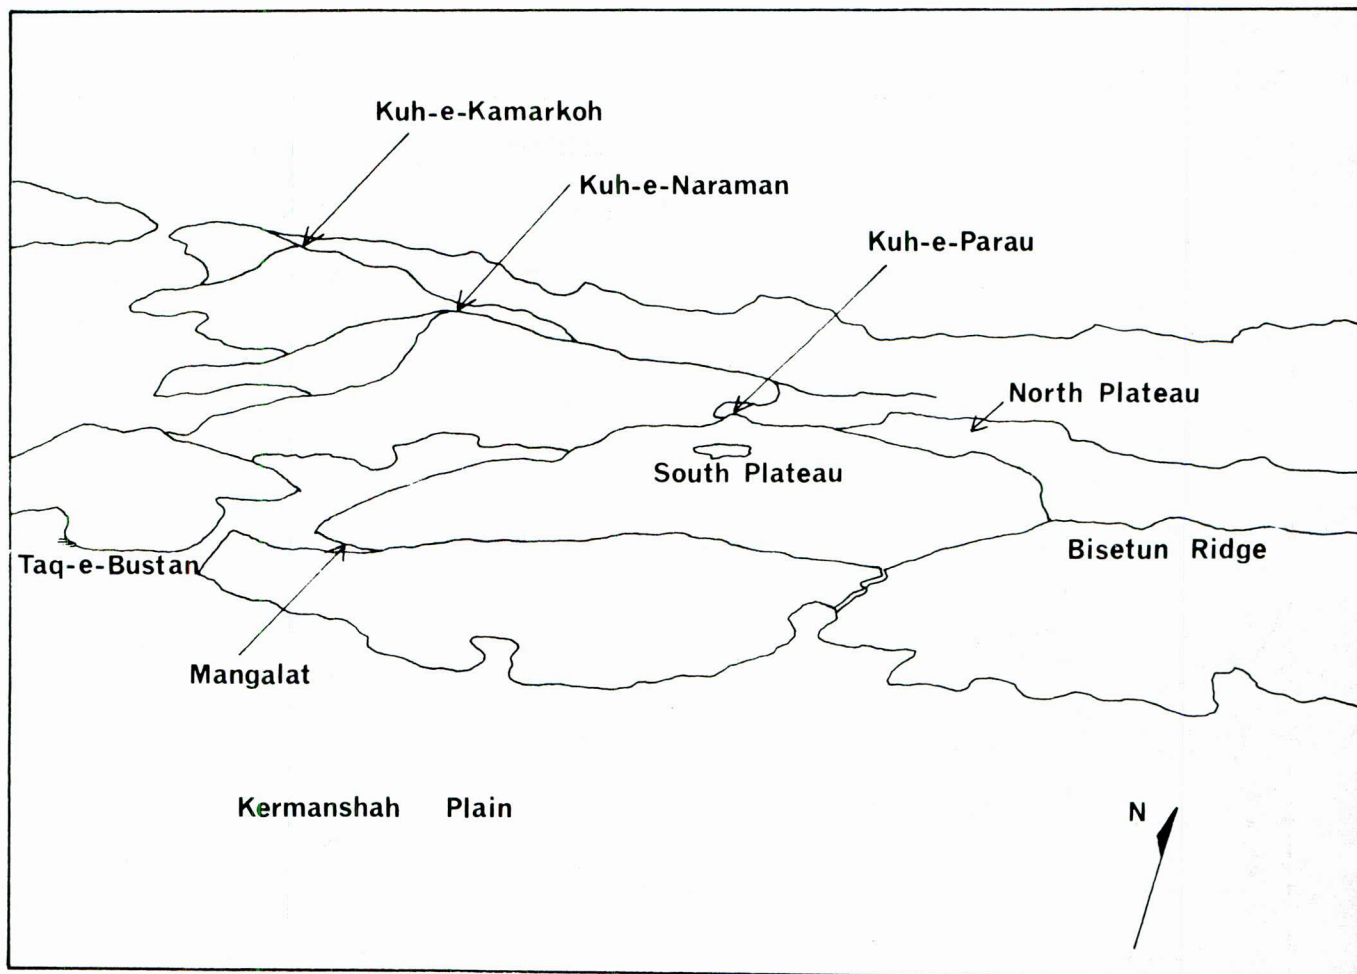 Kuh-e-Kamarkoh
Kuh-e-Naraman
Kuh-e-Parau
North Plateau
South Plateau
Bisetun Ridge
Taq-e-Bustan
Mangalat
Kermanshah Plain
N